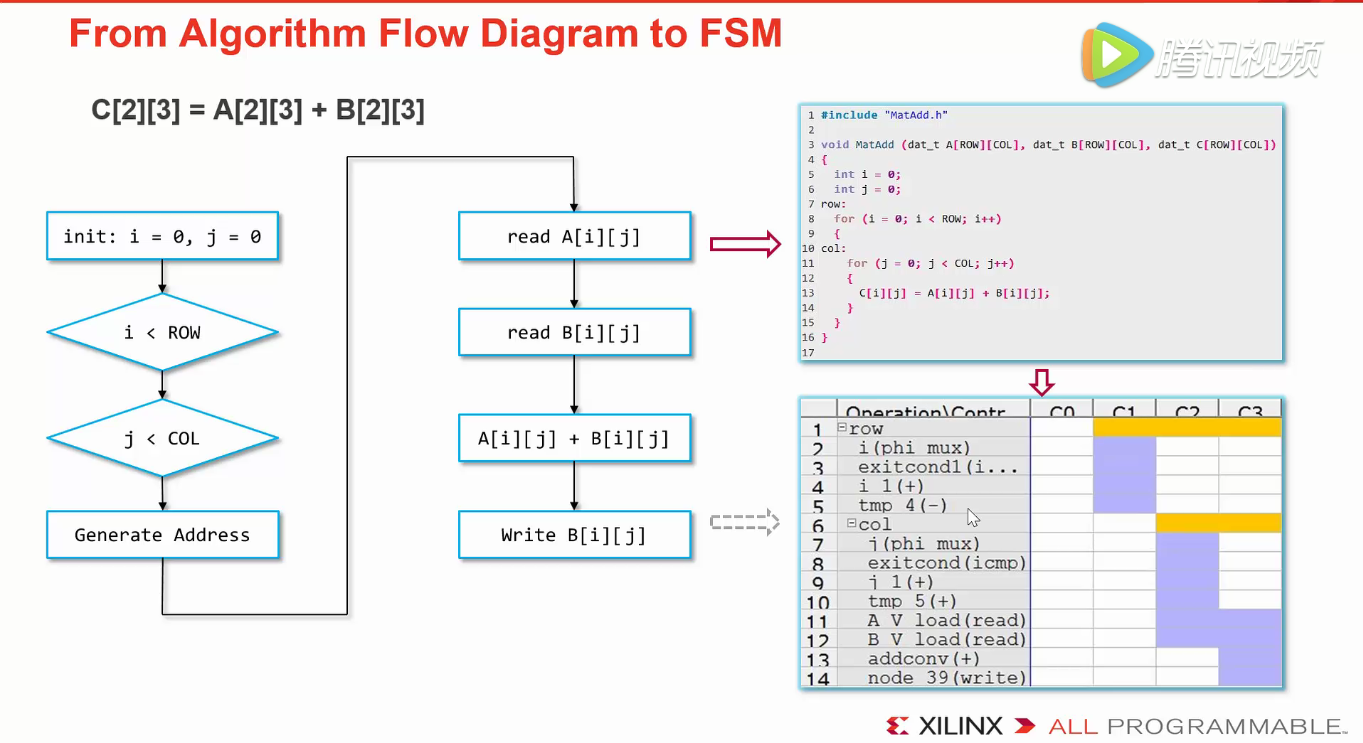 From Algorithm Flow Diagram to FSM
腾讯视频
C[2][3] = A[2][3] + B[2][3]
init: i = 0, j = 0
i < ROW
j < COL
Generate Address
read A[i][j]
read B[i][j]
A[i][j] + B[i][j]
Write B[i][j]
1 #include "MatAdd.h"
2
3 void MatAdd (dat_t A[ROW][COL], dat_t B[ROW][COL], dat_t C[ROW][COL])
4 {
5 int i = 0;
6 int j = 0;
7 row:
8 for (i = 0; i < ROW; i++)
9 {
10 col:
11 for (j = 0; j < COL; j++)
12 {
13 C[i][j] = A[i][j] + B[i][j];
14 }
15 }
16 }
17
Operation\Contr C0 C1 C2 C3
1 row
2 i(phi mux)
3 exitcond1(i...
4 i 1(+)
5 tmp 4(-)
6 col
7 j(phi mux)
8 exitcond(icmp)
9 j 1(+)
10 tmp 5(+)
11 A V load(read)
12 B V load(read)
13 addconv(+)
14 node 39(write)
XILINX ALL PROGRAMMABLE™